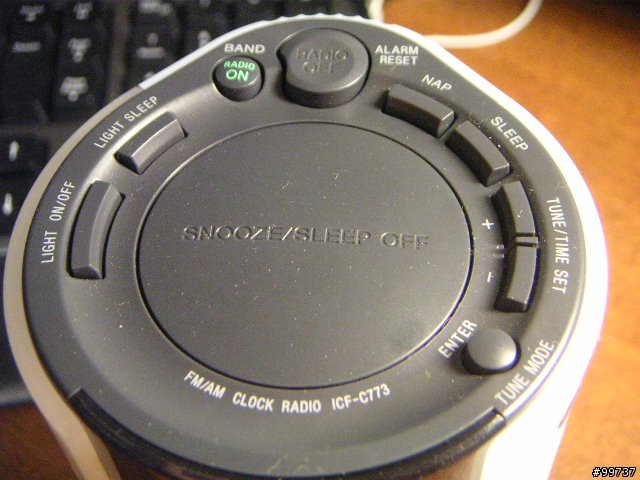 BAND
RADIO
ON
RADIO
OFF
ALARM
RESET
NAP
SLEEP
LIGHT SLEEP
LIGHT ON/OFF
SNOOZE/SLEEP OFF
+
-
TUNE/TIME SET
ENTER
TUNE MODE
FM/AM CLOCK RADIO ICF-C773
#99737